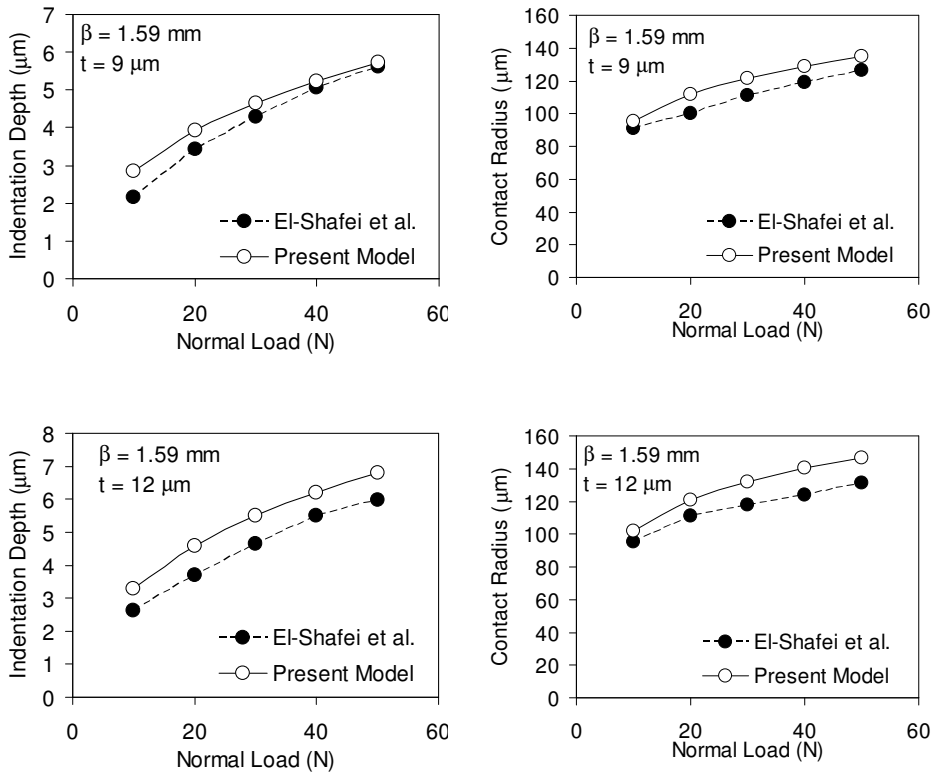 7
6
5
4
3
2
1
0
Indentation Depth (μm)
β = 1.59 mm
t = 9 μm
El-Shafei et al.
Present Model
0 20 40 60
Normal Load (N)
160
140
120
100
80
60
40
20
0
Contact Radius (μm)
β = 1.59 mm
t = 9 μm
El-Shafei et al.
Present Model
0 20 40 60
Normal Load (N)
8
7
6
5
4
3
2
1
0
Indentation Depth (μm)
β = 1.59 mm
t = 12 μm
El-Shafei et al.
Present Model
0 20 40 60
Normal Load (N)
160
140
120
100
80
60
40
20
0
Contact Radius (μm)
β = 1.59 mm
t = 12 μm
El-Shafei et al.
Present Model
0 20 40 60
Normal Load (N)